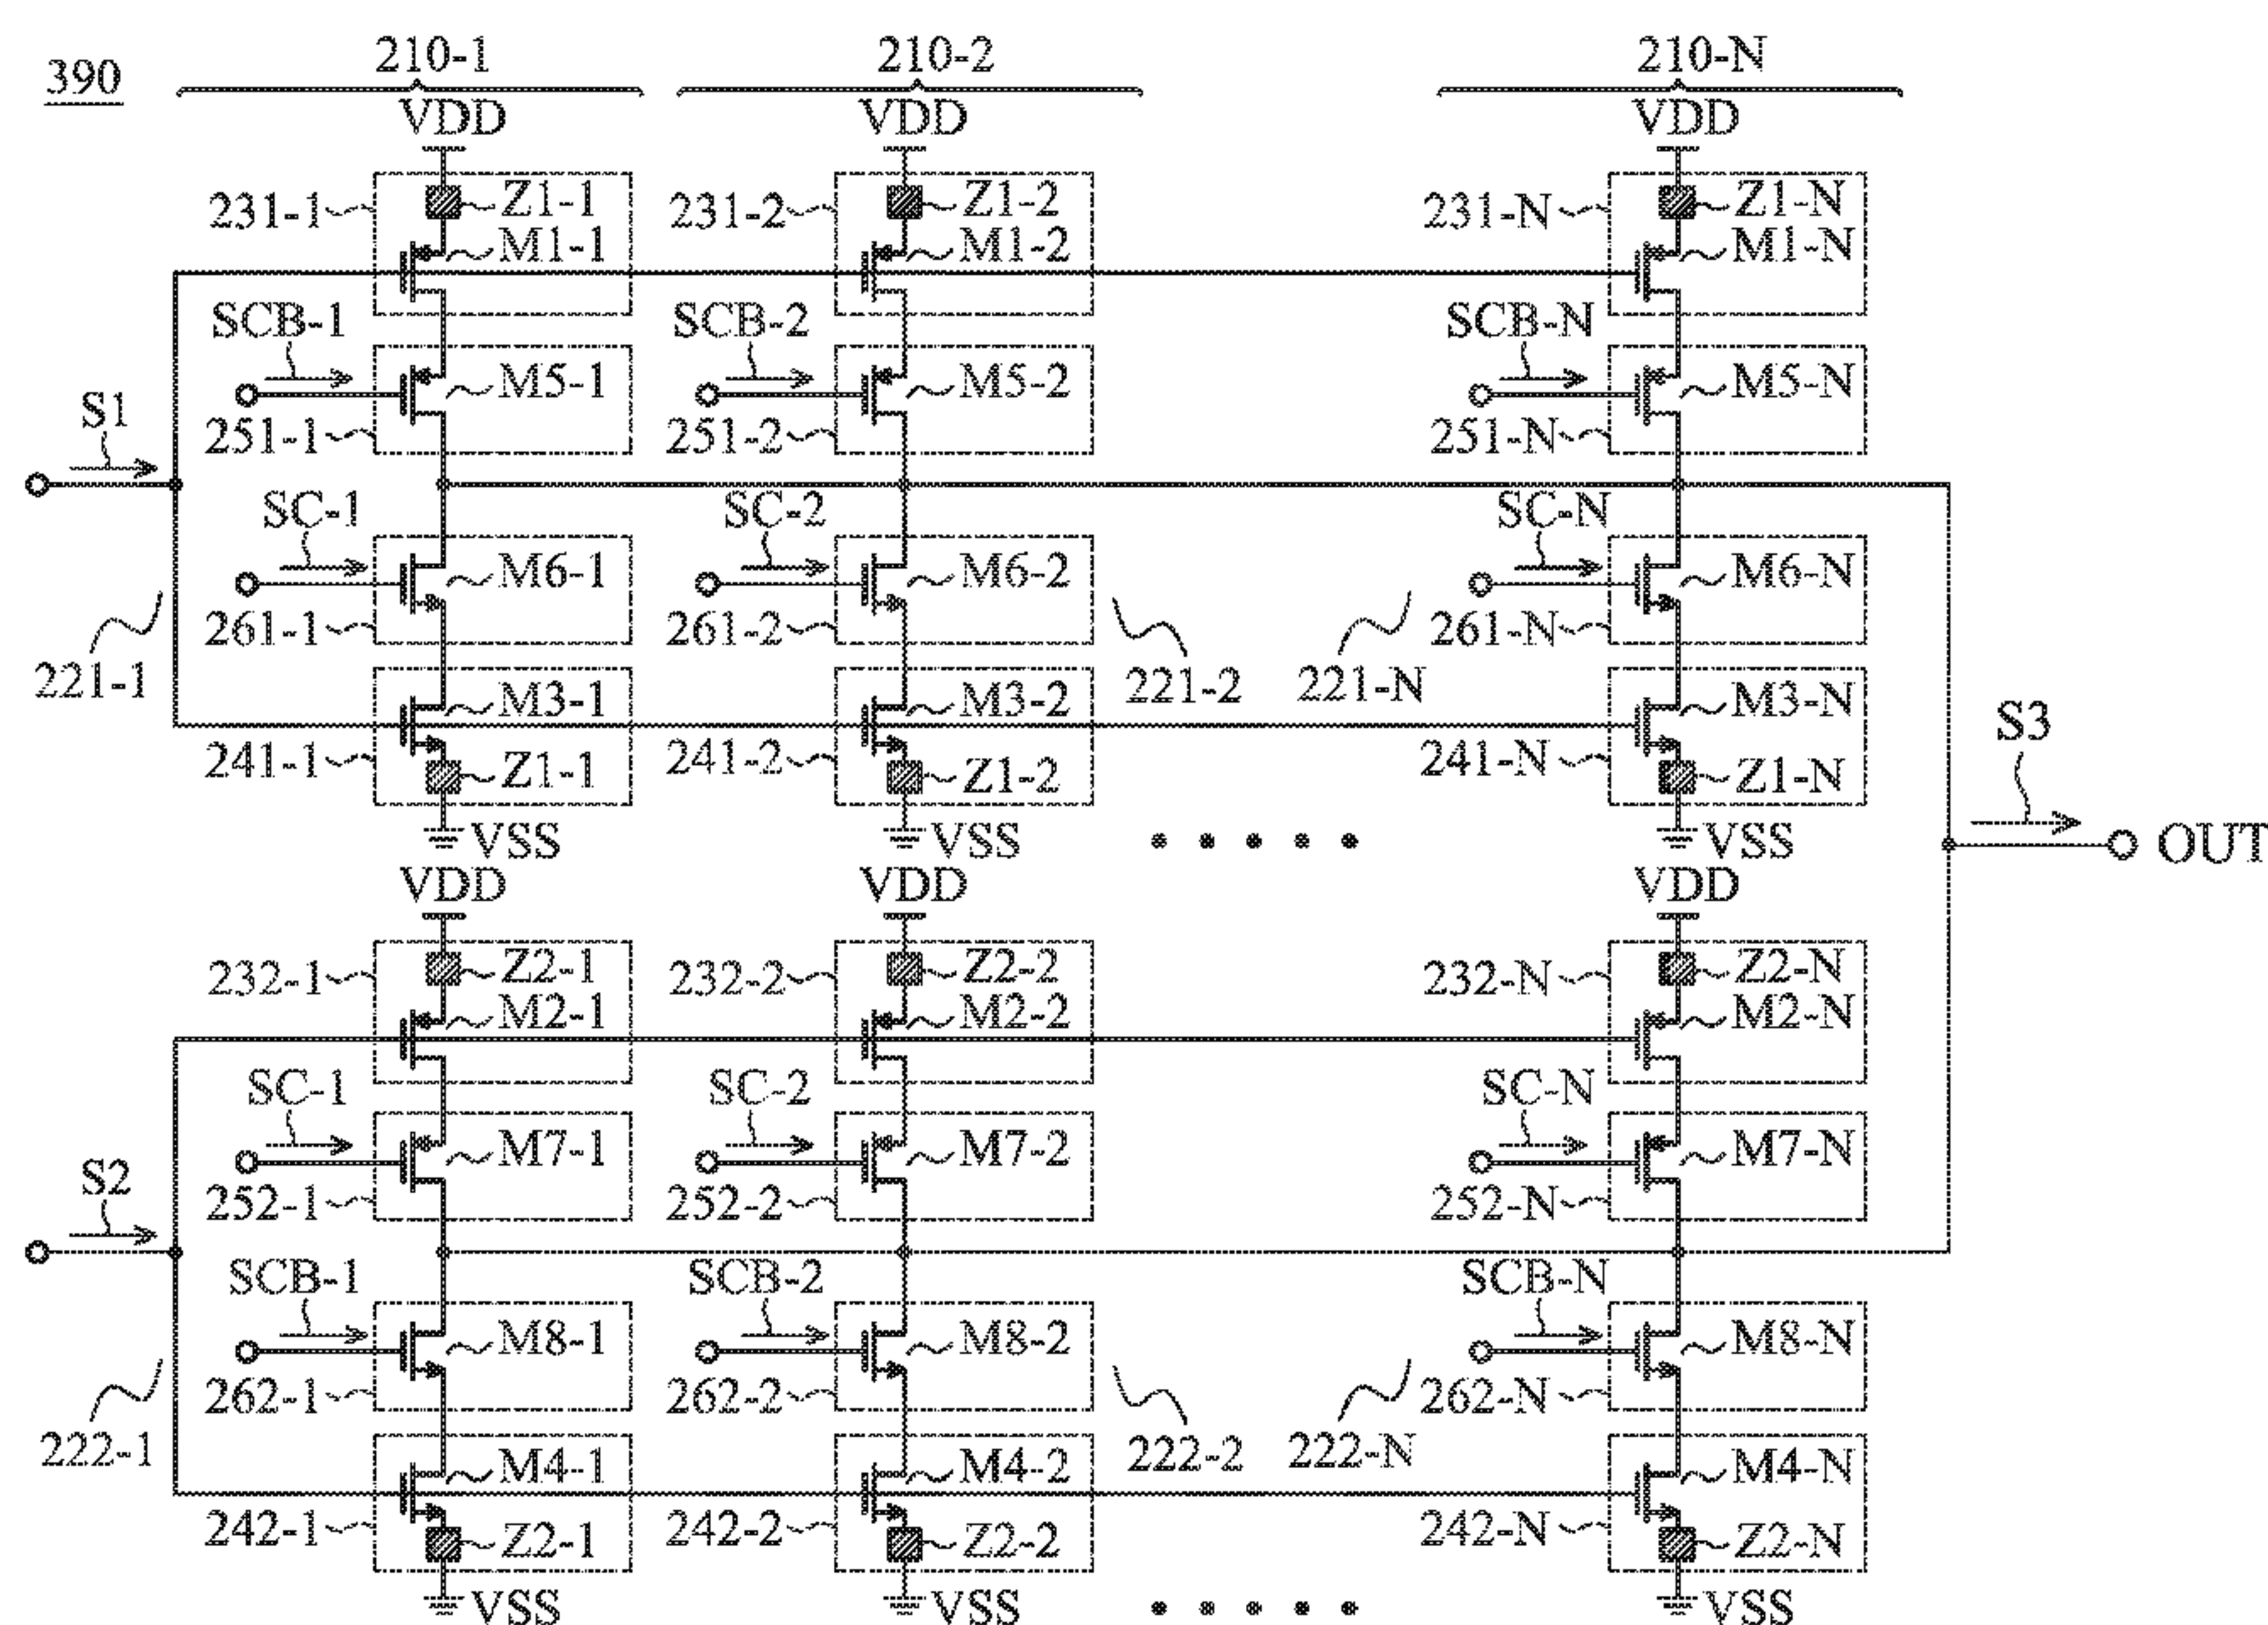 390
210-1 210-2 210-N
VDD VDD VDD
231-1 Z1-1 231-2 Z1-2 231-N Z1-N
M1-1 M1-2 M1-N
SCB-1 SCB-2 SCB-N
M5-1 M5-2 M5-N
S1 251-1 251-2 251-N
SC-1 SC-2 SC-N
M6-1 M6-2 M6-N
261-1 261-2 261-N
221-1 221-2 221-N
M3-1 M3-2 M3-N
S3
241-1 Z1-1 241-2 Z1-2 241-N Z1-N
VSS VSS VSS
OUT
VDD VDD VDD
232-1 Z2-1 232-2 Z2-2 232-N Z2-N
M2-1 M2-2 M2-N
SC-1 SC-2 SC-N
M7-1 M7-2 M7-N
S2 252-1 252-2 252-N
SCB-1 SCB-2 SCB-N
M8-1 M8-2 M8-N
262-1 262-2 262-N
222-1 222-2 222-N
M4-1 M4-2 M4-N
242-1 Z2-1 242-2 Z2-2 242-N Z2-N
VSS VSS VSS